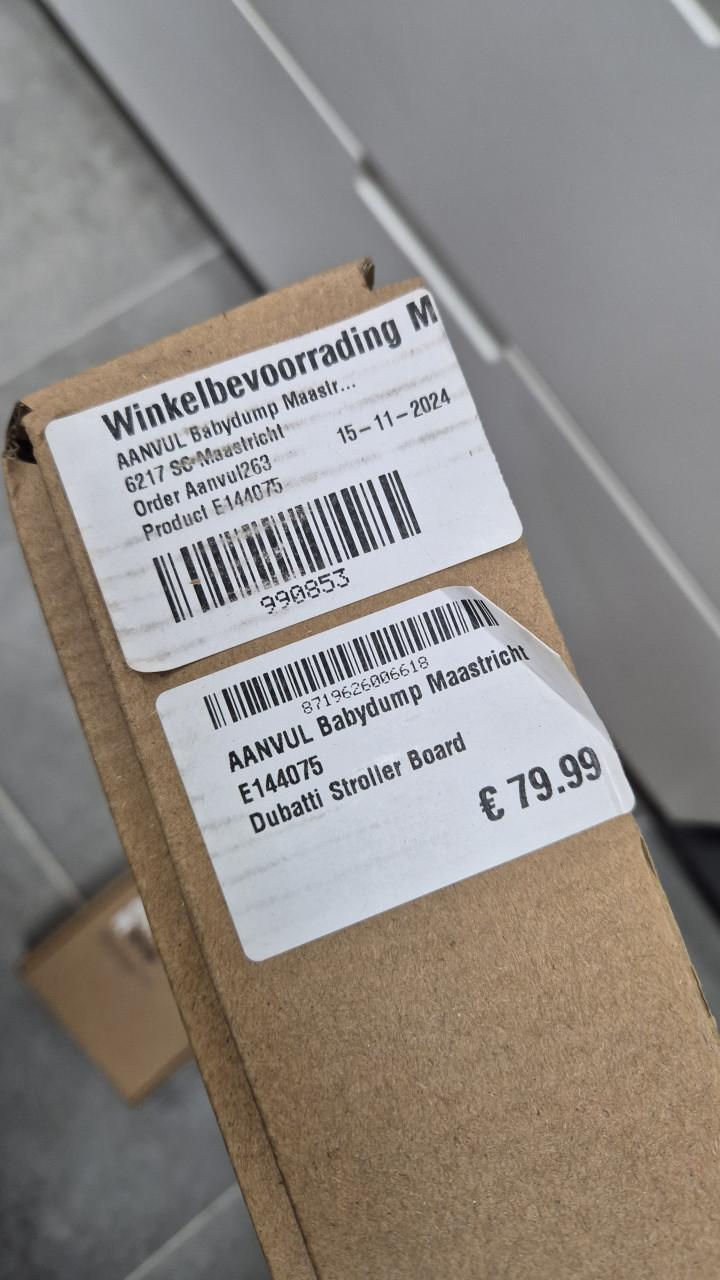 Winkelbevoorrading M
AANVUL Babydump Maastr...
6217 SC Maastricht
15-11-2024
Order Aanvul263
Product E144075
990853
8719626006618
AANVUL Babydump Maastricht
E144075
Dubatti Stroller Board
€ 79.99